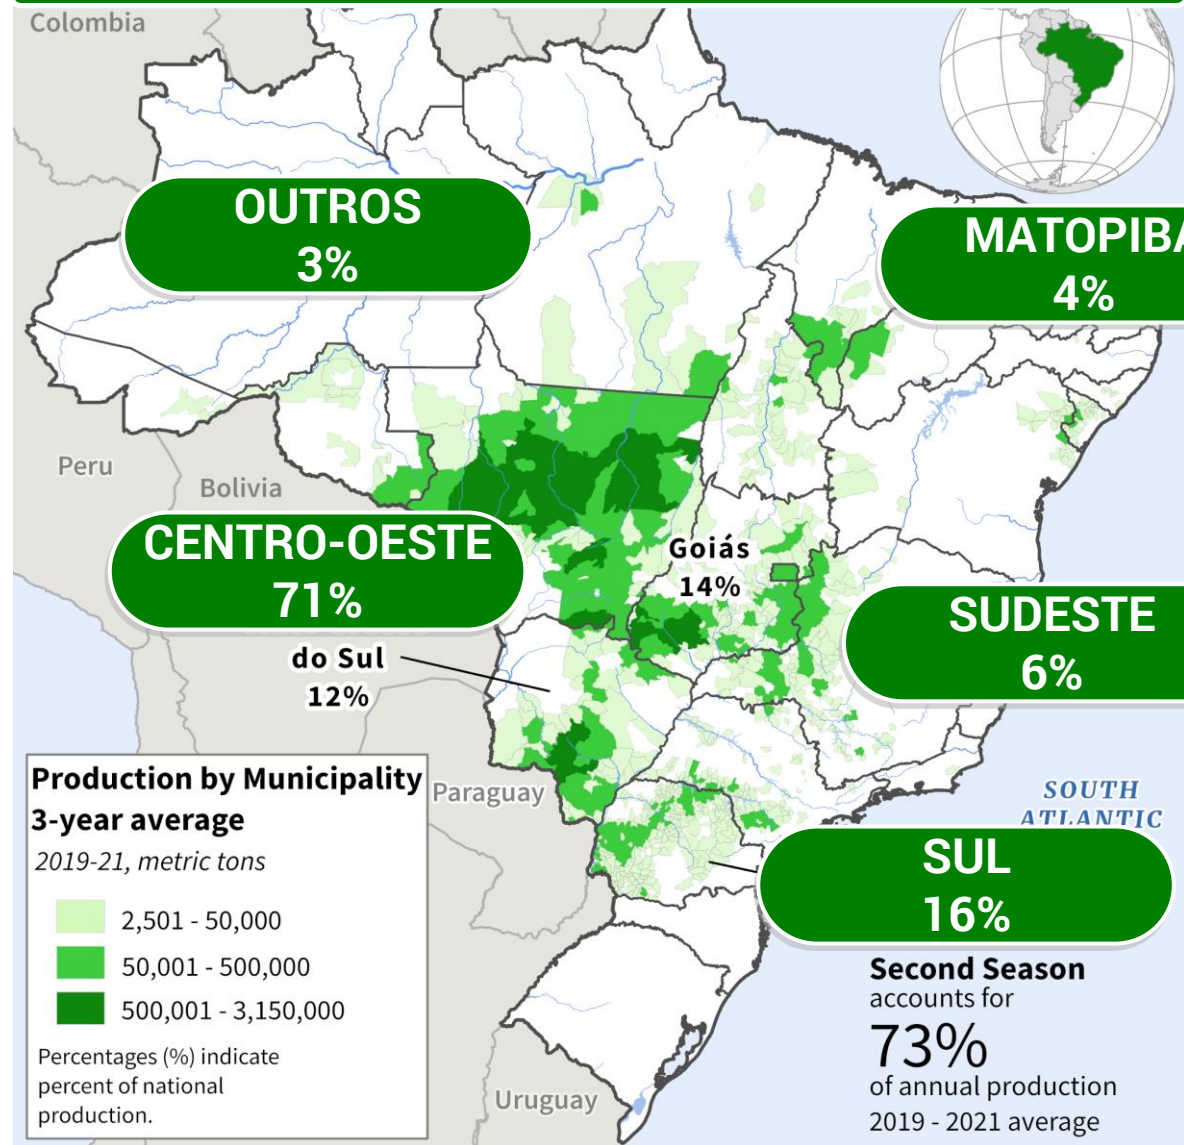 Colombia
OUTROS
3%
MATOPIBA
4%
Peru
Bolivia
CENTRO-OESTE
71%
Goiás
14%
SUDESTE
6%
do Sul
12%
Production by Municipality
3-year average
2019-21, metric tons
2,501 - 50,000
50,001 - 500,000
500,001 - 3,150,000
Percentages (%) indicate
percent of national
production.
Paraguay
SOUTH
ATLANTIC
SUL
16%
Second Season
accounts for
73%
of annual production
2019 - 2021 average
Uruguay